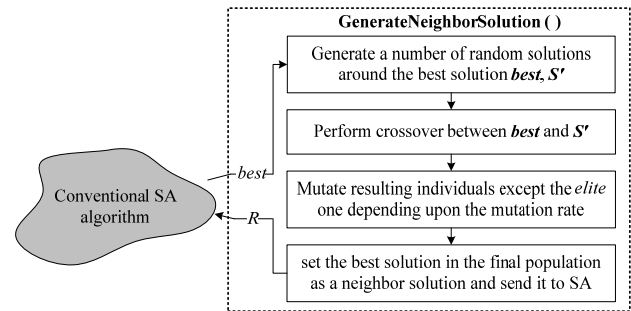 GenerateNeighborSolution ( )
Generate a number of random solutions
around the best solution best, S'
Perform crossover between best and S'
Mutate resulting individuals except the elite
one depending upon the mutation rate
set the best solution in the final population
as a neighbor solution and send it to SA
best
R
Conventional SA
algorithm